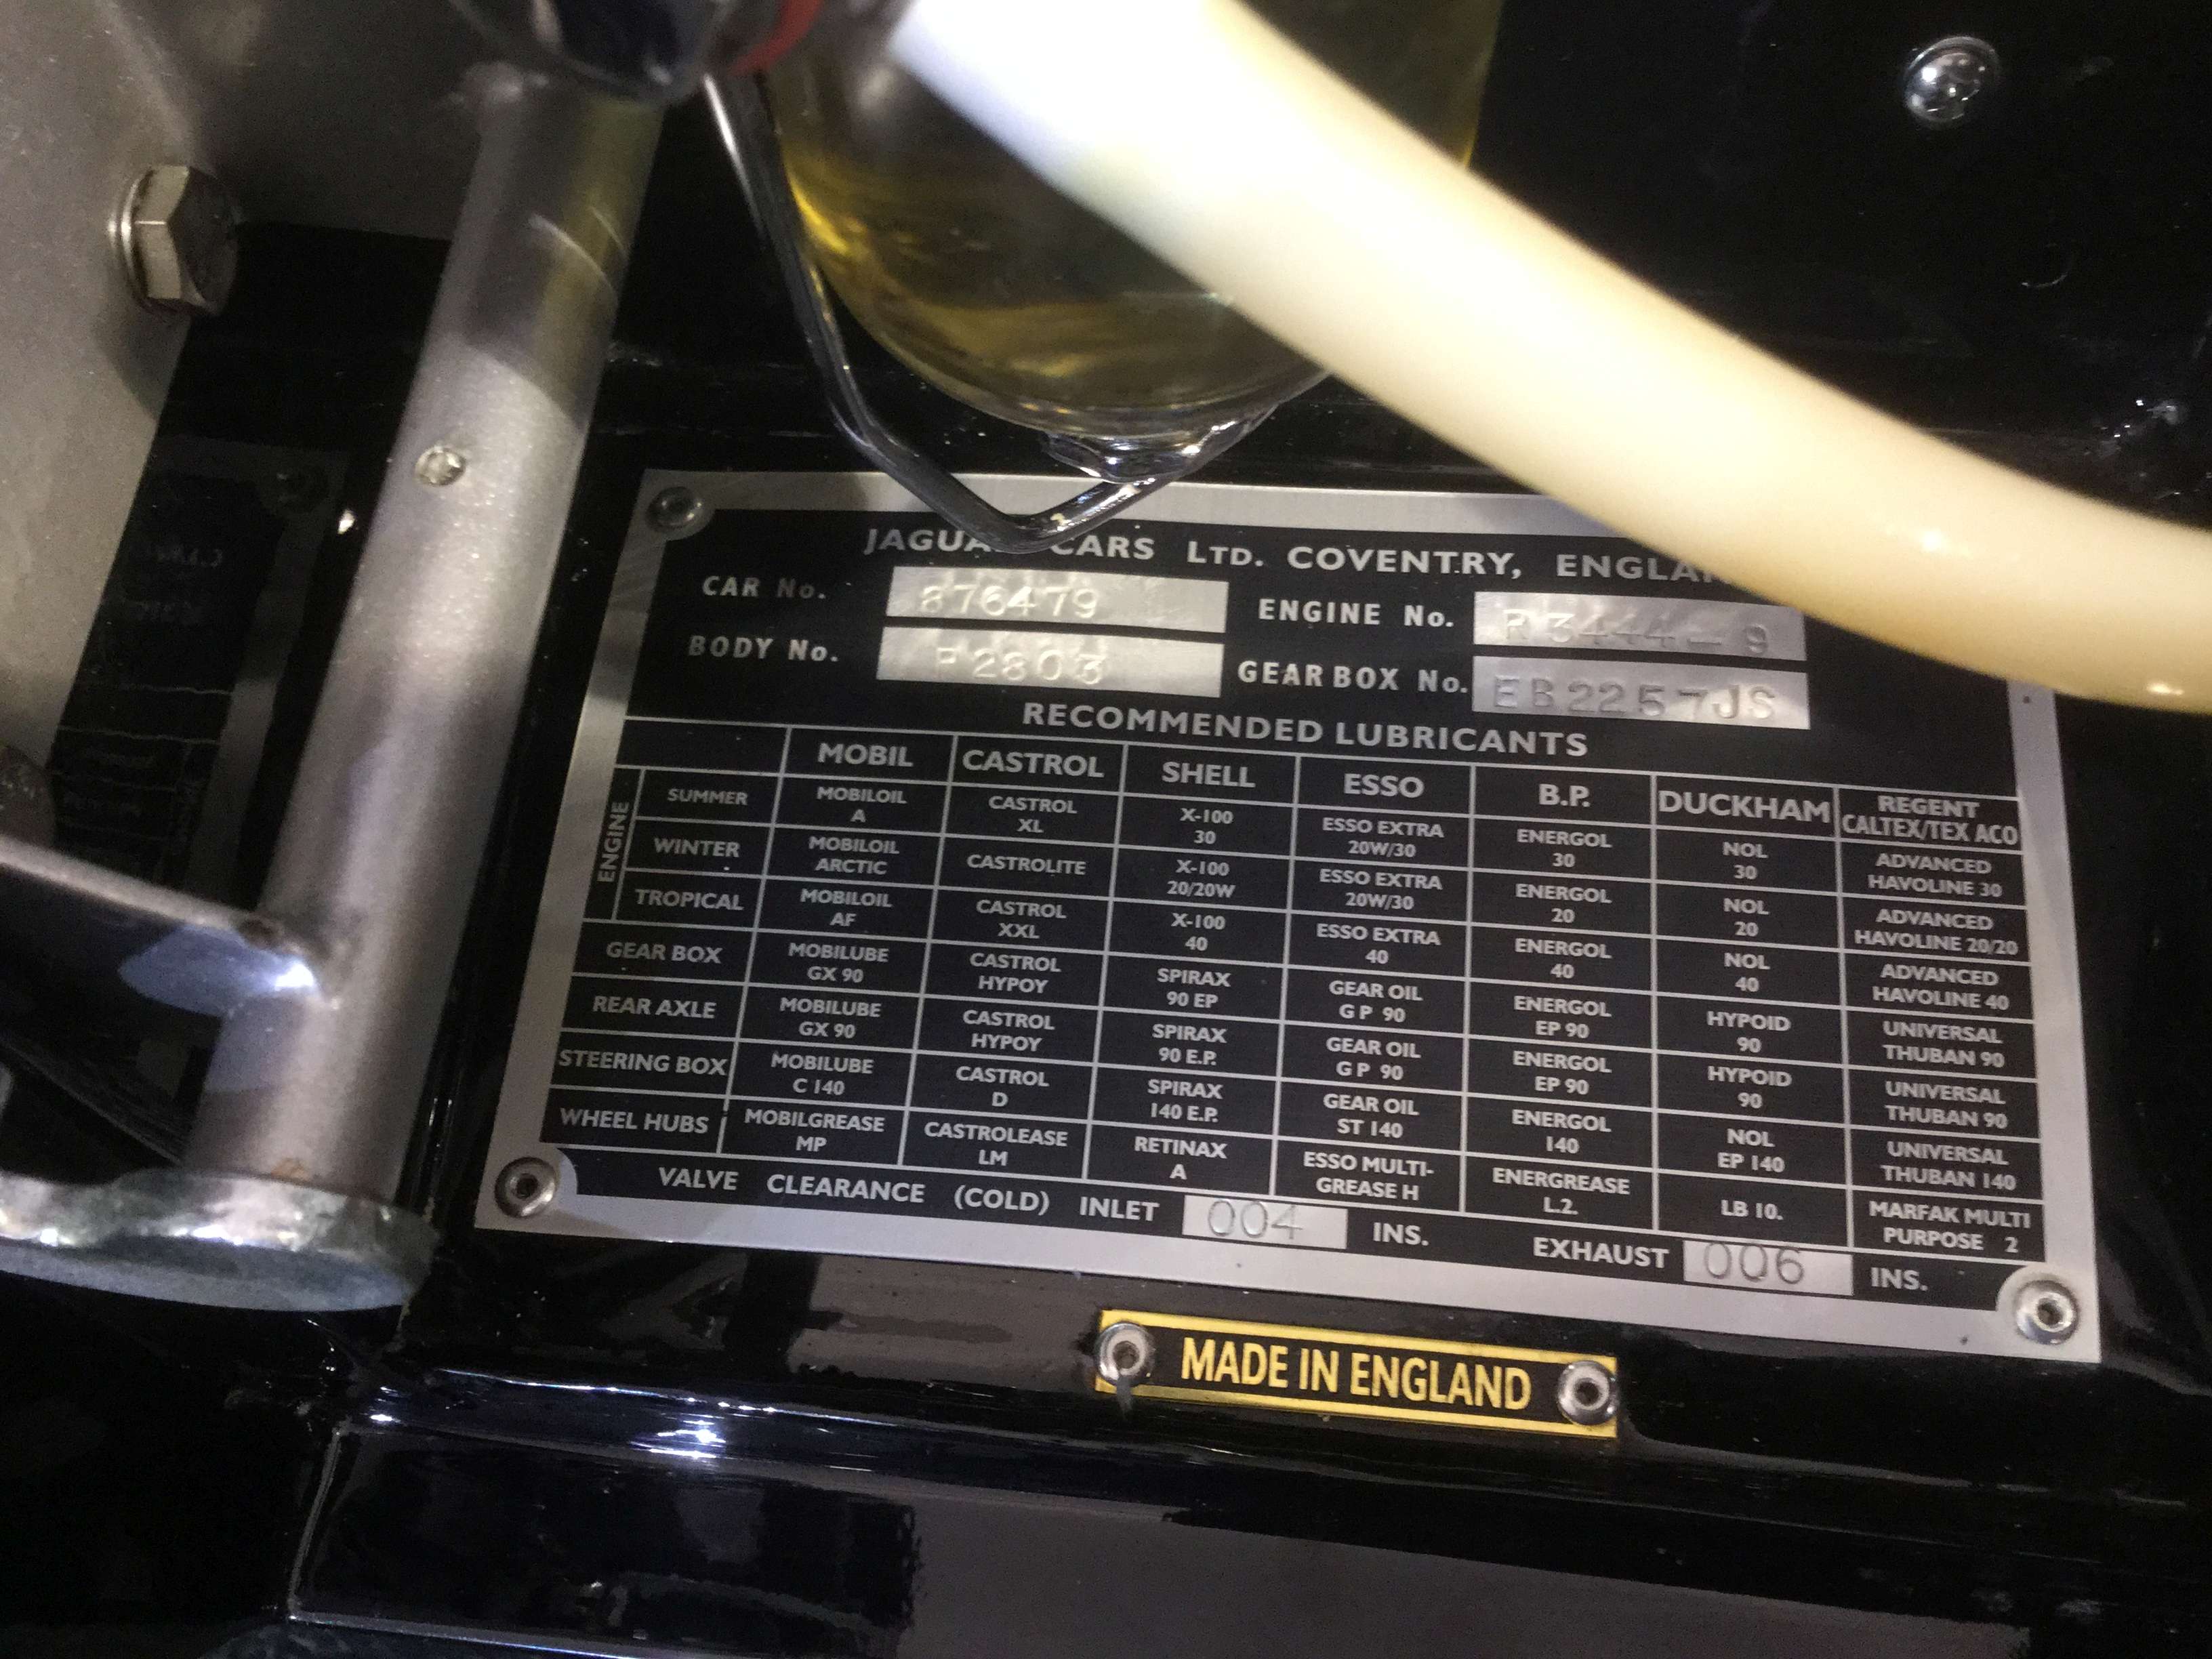 JAGUA CARS LTD. COVENTRY, ENGLA
CAR No. 876479 ENGINE No. R3444-9
BODY No. F2803 GEAR BOX No. EB2257JS
RECOMMENDED LUBRICANTS
MOBIL CASTROL SHELL ESSO B.P. DUCKHAM REGENT CALTEX/TEXACO
ENGINE
SUMMER MOBILOIL A CASTROL XL X-100 30 ESSO EXTRA 20W/30 ENERGOL 30 NOL 30 ADVANCED HAVOLINE 30
WINTER MOBILOIL ARCTIC CASTROLITE X-100 20/20W ESSO EXTRA 20W/30 ENERGOL 20 NOL 20 ADVANCED HAVOLINE 20/20
TROPICAL MOBILOIL AF CASTROL XXL X-100 40 ESSO EXTRA 40 ENERGOL 40 NOL 40 ADVANCED HAVOLINE 40
GEAR BOX MOBILUBE GX 90 CASTROL HYPOY SPIRAX 90 EP GEAR OIL GP 90 ENERGOL EP 90 HYPOID 90 UNIVERSAL THUBAN 90
REAR AXLE MOBILUBE GX 90 CASTROL HYPOY SPIRAX 90 E.P. GEAR OIL GP 90 ENERGOL EP 90 HYPOID 90 UNIVERSAL THUBAN 90
STEERING BOX MOBILUBE C 140 CASTROL D SPIRAX 140 E.P. GEAR OIL ST 140 ENERGOL 140 NOL EP 140 UNIVERSAL THUBAN 140
WHEEL HUBS MOBILGREASE MP CASTROLEASE LM RETINAX A ESSO MULTI-GREASE H ENERGREASE L.2. LB 10. MARFAK MULTI PURPOSE 2
VALVE CLEARANCE (COLD) INLET 004 INS. EXHAUST 006 INS.
MADE IN ENGLAND